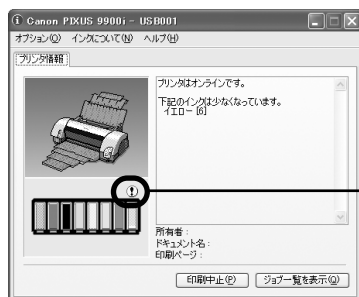 Canon PIXUS 9900i - USB001
オプション(O) インクについて(N) ヘルプ(H)
プリンタ情報
プリンタはオンラインです。
下記のインクは少なくなっています。
イエロー [6]
所有者：
ドキュメント名：
印刷ページ：
印刷中止(P) ジョブ一覧を表示(Q)